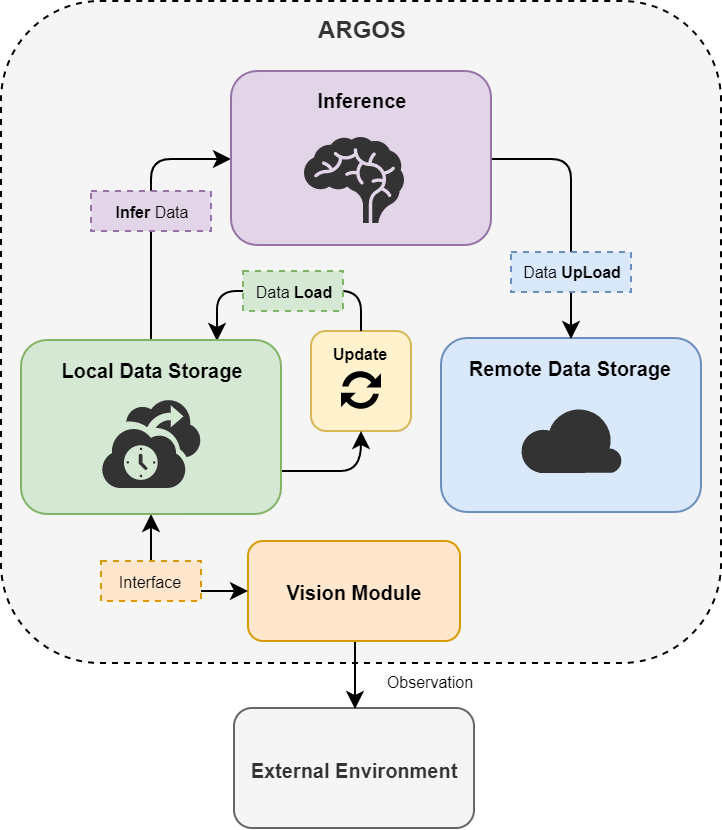 ARGOS
Inference
Infer Data
Data UpLoad
Data Load
Update
Local Data Storage
Remote Data Storage
Interface
Vision Module
Observation
External Environment